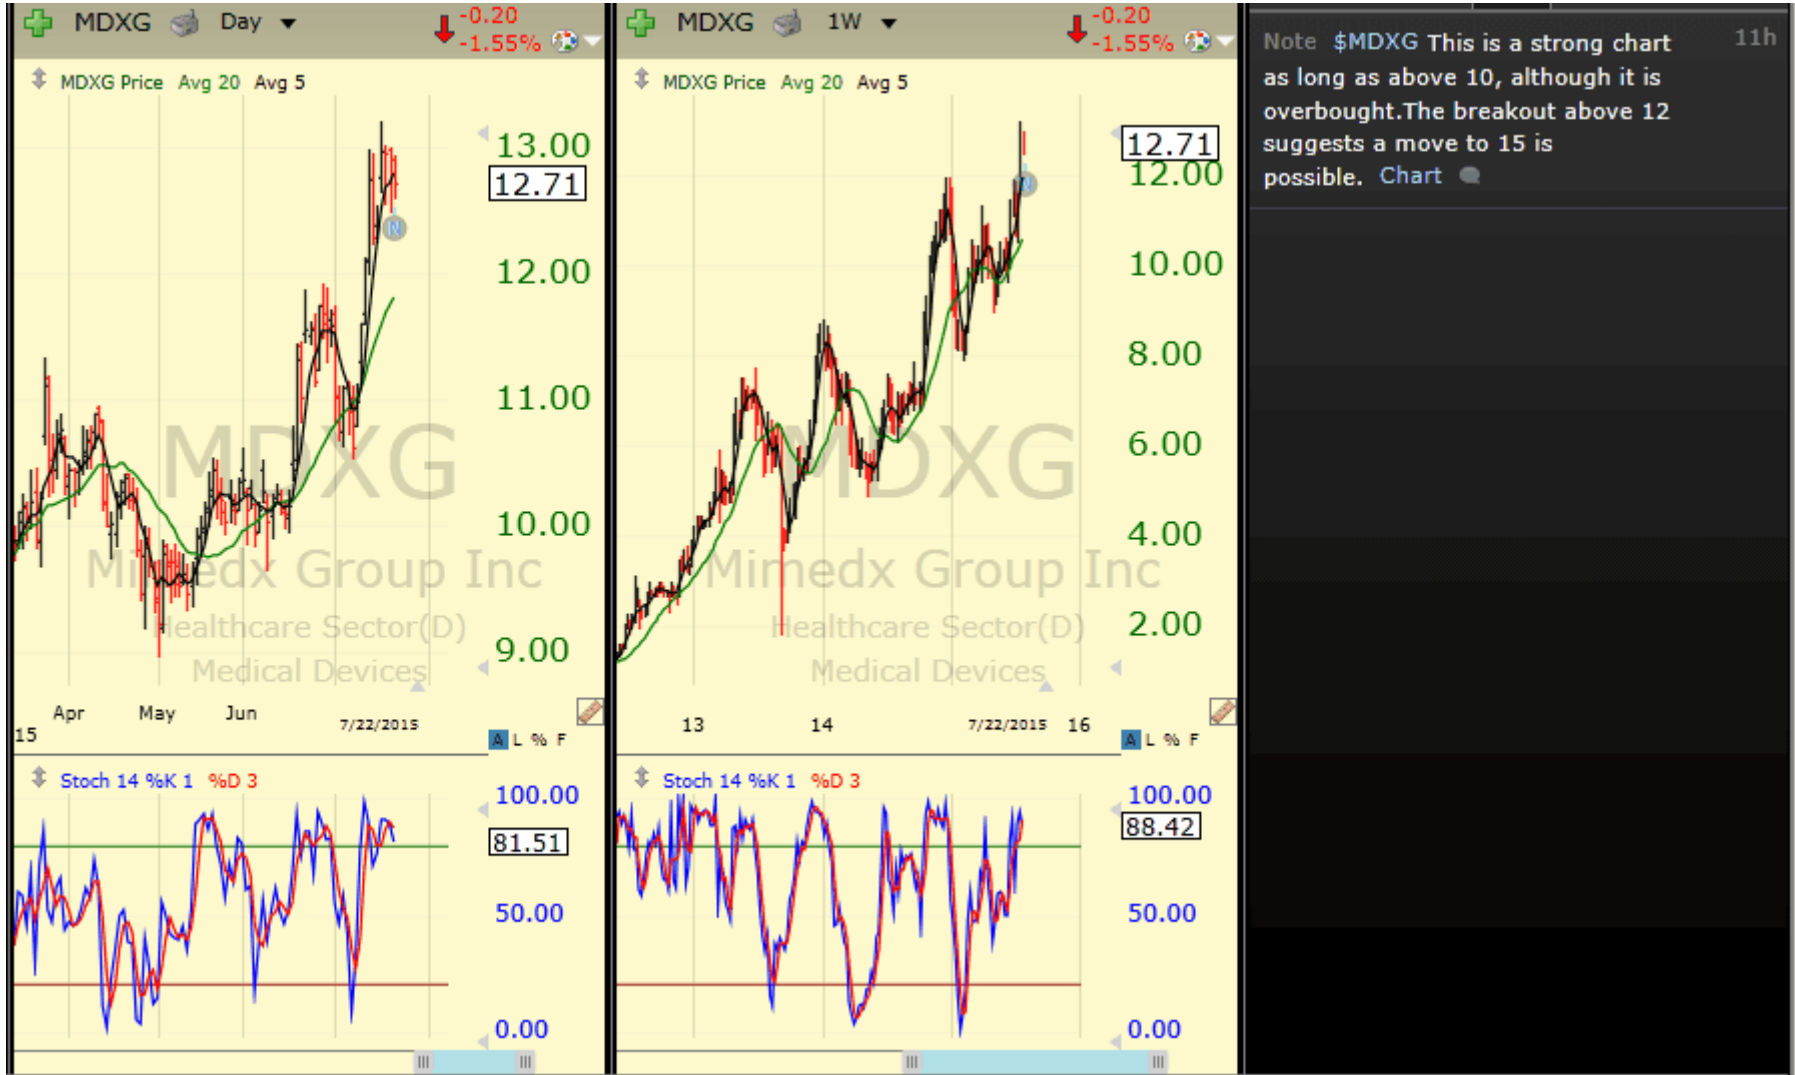 MDXG Day
-0.20
-1.55%
MDXG Price Avg 20 Avg 5
13.00
12.71
N
12.00
11.00
MDXG
10.00
Mimedx Group Inc
Healthcare Sector(D)
9.00
Medical Devices
Apr May Jun
7/22/2015
15
A L % F
Stoch 14 %K 1 %D 3
100.00
81.51
50.00
0.00
MDXG 1W
-0.20
-1.55%
MDXG Price Avg 20 Avg 5
12.71
12.00
N
10.00
8.00
6.00
MDXG
4.00
Mimedx Group Inc
Healthcare Sector(D)
2.00
Medical Devices
13 14 7/22/2015 16
A L % F
Stoch 14 %K 1 %D 3
100.00
88.42
50.00
0.00
Note $MDXG This is a strong chart 11h
as long as above 10, although it is
overbought.The breakout above 12
suggests a move to 15 is
possible. Chart